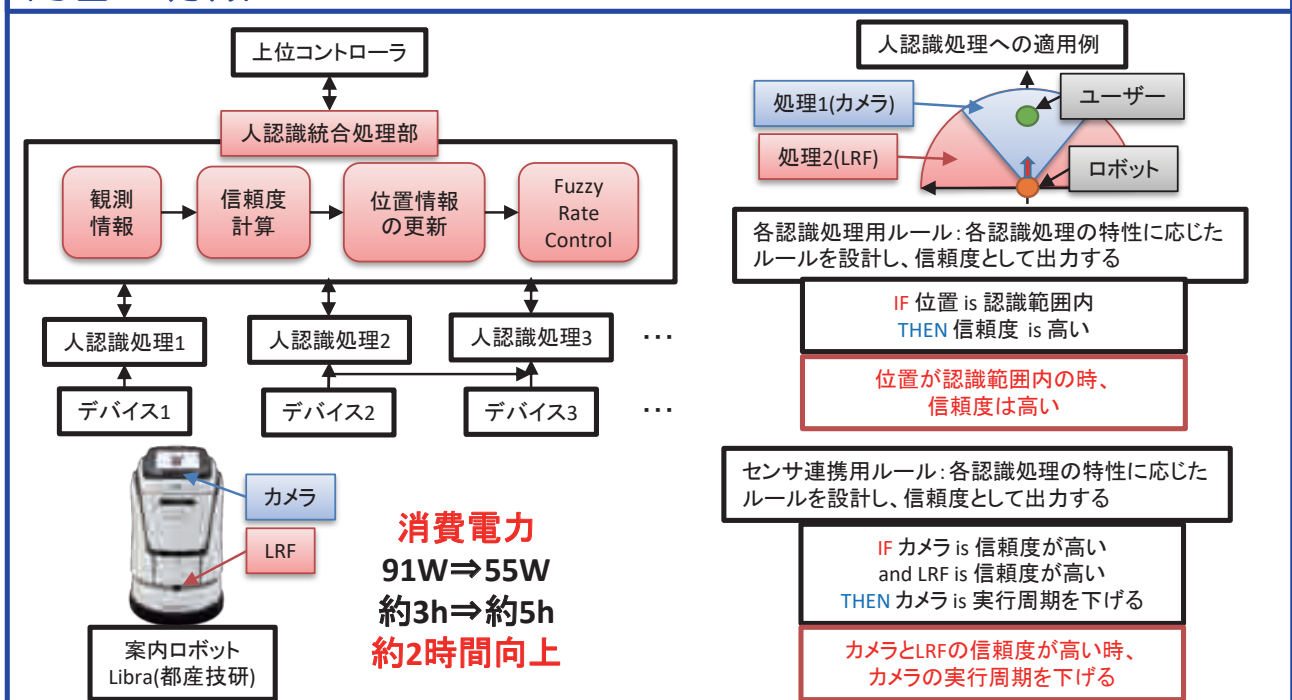 上位コントローラ
人認識統合処理部
観測
情報
信頼度
計算
位置情報
の更新
Fuzzy
Rate
Control
人認識処理1
人認識処理2
人認識処理3
…
デバイス1
デバイス2
デバイス3
…
カメラ
LRF
案内ロボット
Libra(都産技研)
消費電力
91W⇒55W
約3h⇒約5h
約2時間向上
人認識処理への適用例
処理1(カメラ)
ユーザー
処理2(LRF)
ロボット
各認識処理用ルール:各認識処理の特性に応じた
ルールを設計し、信頼度として出力する
IF 位置 is 認識範囲内
THEN 信頼度 is 高い
位置が認識範囲内の時、
信頼度は高い
センサ連携用ルール:各認識処理の特性に応じた
ルールを設計し、信頼度として出力する
IF カメラ is 信頼度が高い
and LRF is 信頼度が高い
THEN カメラ is 実行周期を下げる
カメラとLRFの信頼度が高い時、
カメラの実行周期を下げる